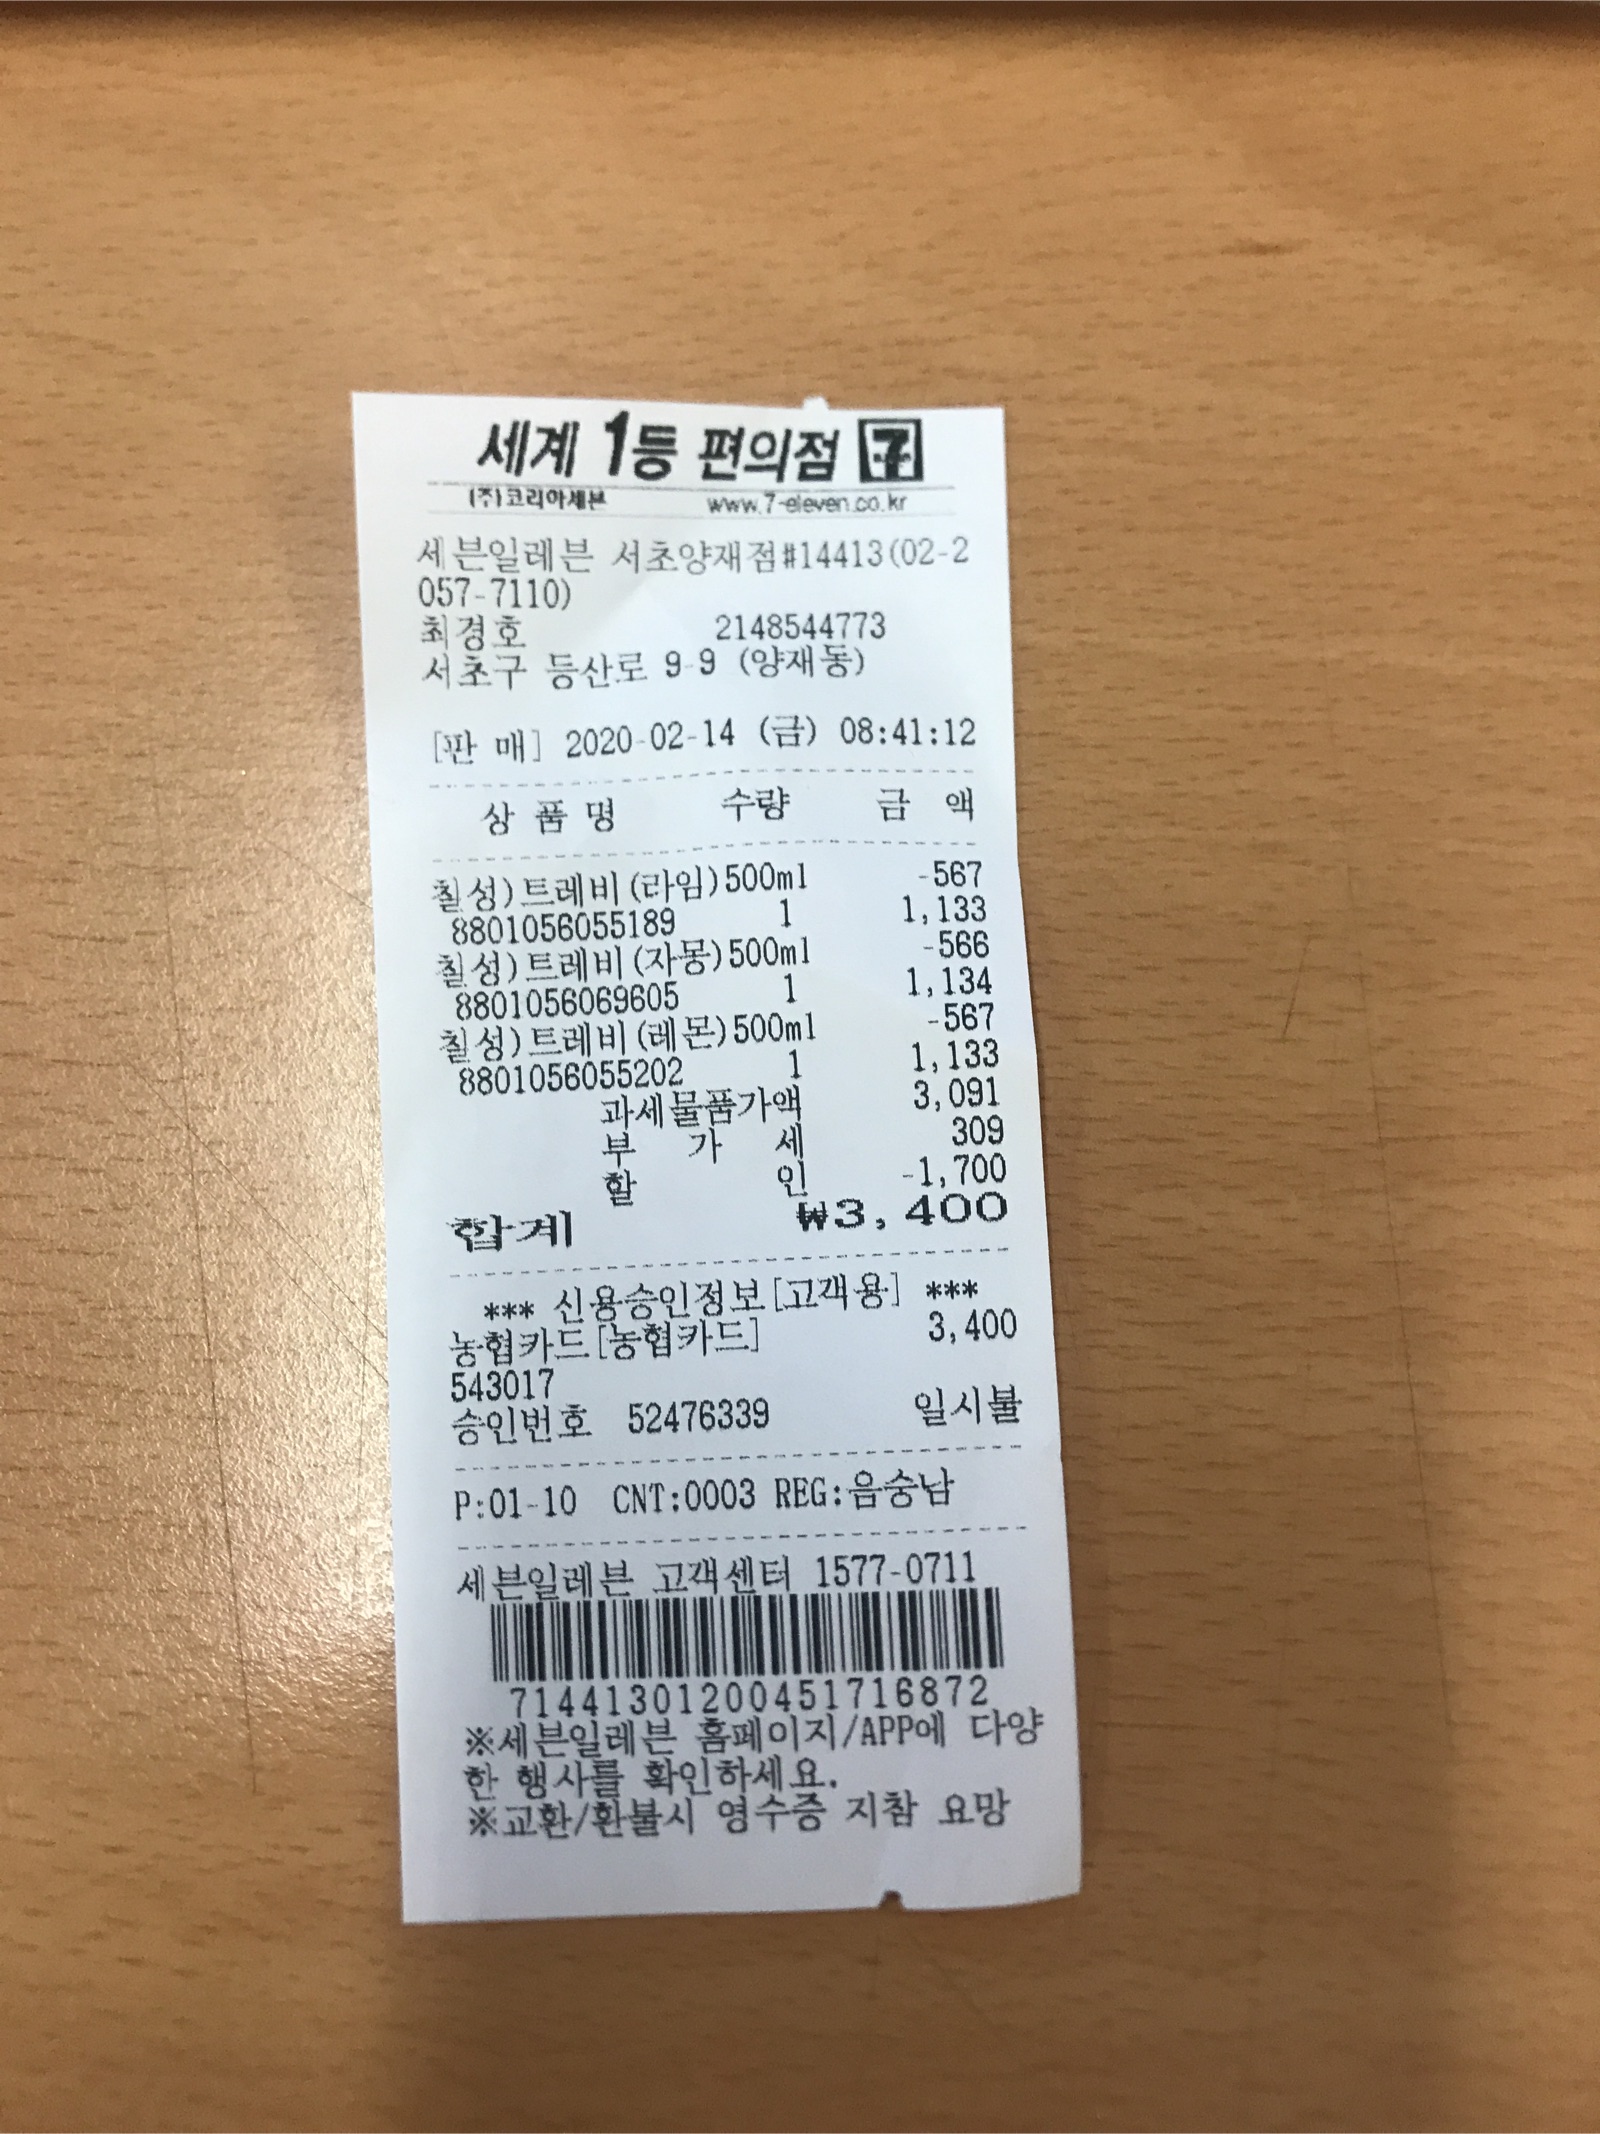 세계 1등 편의점 7
(주)코리아세븐 www.7-eleven.co.kr
세븐일레븐 서초양재점#14413(02-2
057-7110)
최경호 2148544773
서초구 동산로 9-9 (양재동)
[판 매] 2020-02-14 (금) 08:41:12
상 품 명 수량 금 액
칠성)트레비(라임)500ml -567
8801056055189 1 1,133
칠성)트레비(자몽)500ml -566
8801056069605 1 1,134
칠성)트레비(레몬)500ml -567
8801056055202 1 1,133
과세물품가액 3,091
부 가 세 309
할 인 -1,700
합계 ₩3,400
*** 신용승인정보[고객용] ***
농협카드[농협카드] 3,400
543017
승인번호 52476339 일시불
P:01-10 CNT:0003 REG:음숭남
세븐일레븐 고객센터 1577-0711
71441301200451716872
※세븐일레븐 홈페이지/APP에 다양
한 행사를 확인하세요.
※교환/환불시 영수증 지참 요망